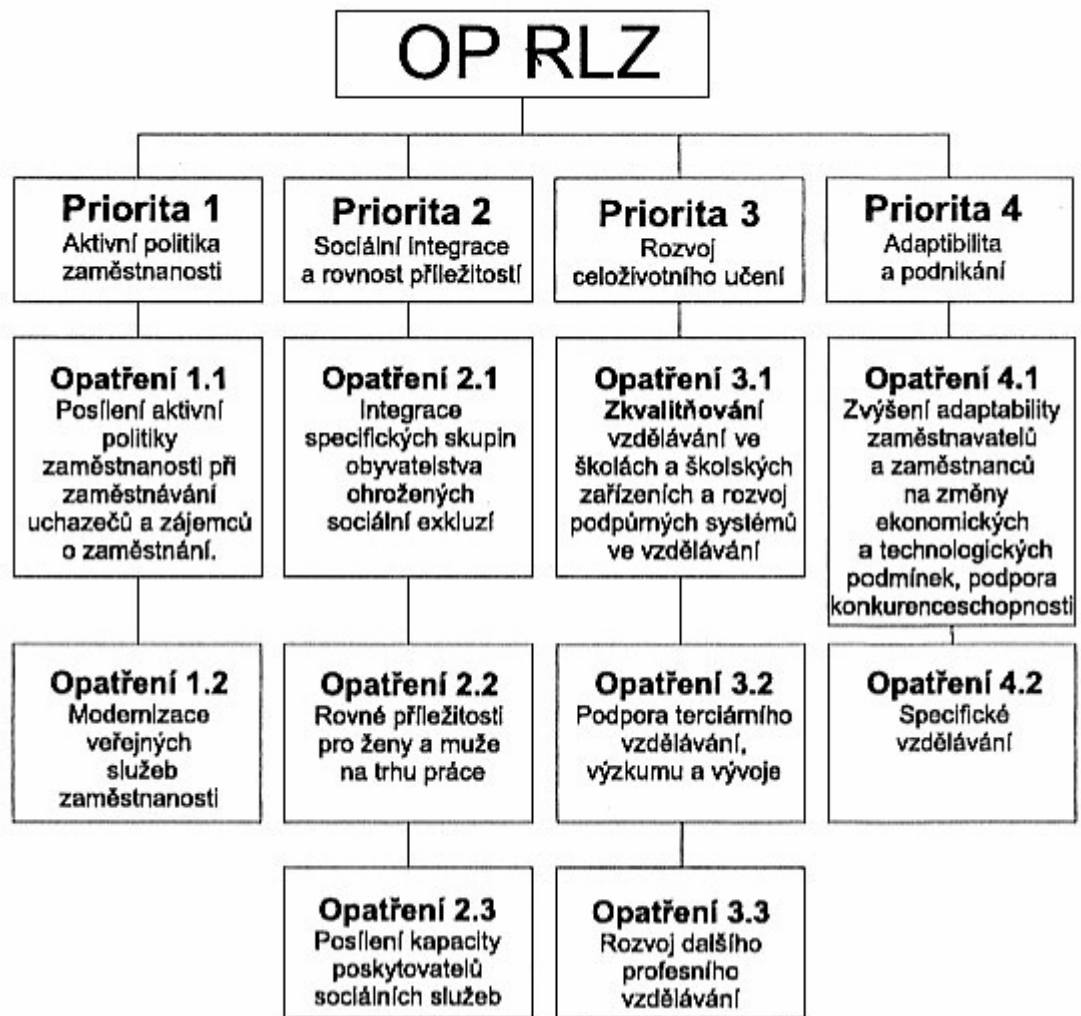 OP RLZ
Priorita 1
Aktivní politika
zaměstnanosti
Priorita 2
Sociální integrace
a rovnost příležitostí
Priorita 3
Rozvoj
celoživotního učení
Priorita 4
Adaptibilita
a podnikání
Opatření 1.1
Posílení aktivní
politiky
zaměstnanosti při
zaměstnávání
uchazečů a zájemců
o zaměstnání.
Opatření 2.1
Integrace
specifických skupin
obyvatelstva
ohrožených
sociální exkluzí
Opatření 3.1
Zkvalitňování
vzdělávání ve
školách a školských
zařízeních a rozvoj
podpůrných systémů
ve vzdělávání
Opatření 4.1
Zvýšení adaptability
zaměstnavatelů
a zaměstnanců
na změny
ekonomických
a technologických
podmínek, podpora
konkurenceschopnosti
Opatření 1.2
Modernizace
veřejných
služeb
zaměstnanosti
Opatření 2.2
Rovné příležitosti
pro ženy a muže
na trhu práce
Opatření 3.2
Podpora terciárního
vzdělávání,
výzkumu a vývoje
Opatření 4.2
Specifické
vzdělávání
Opatření 2.3
Posílení kapacity
poskytovatelů
sociálních služeb
Opatření 3.3
Rozvoj dalšího
profesního
vzdělávání